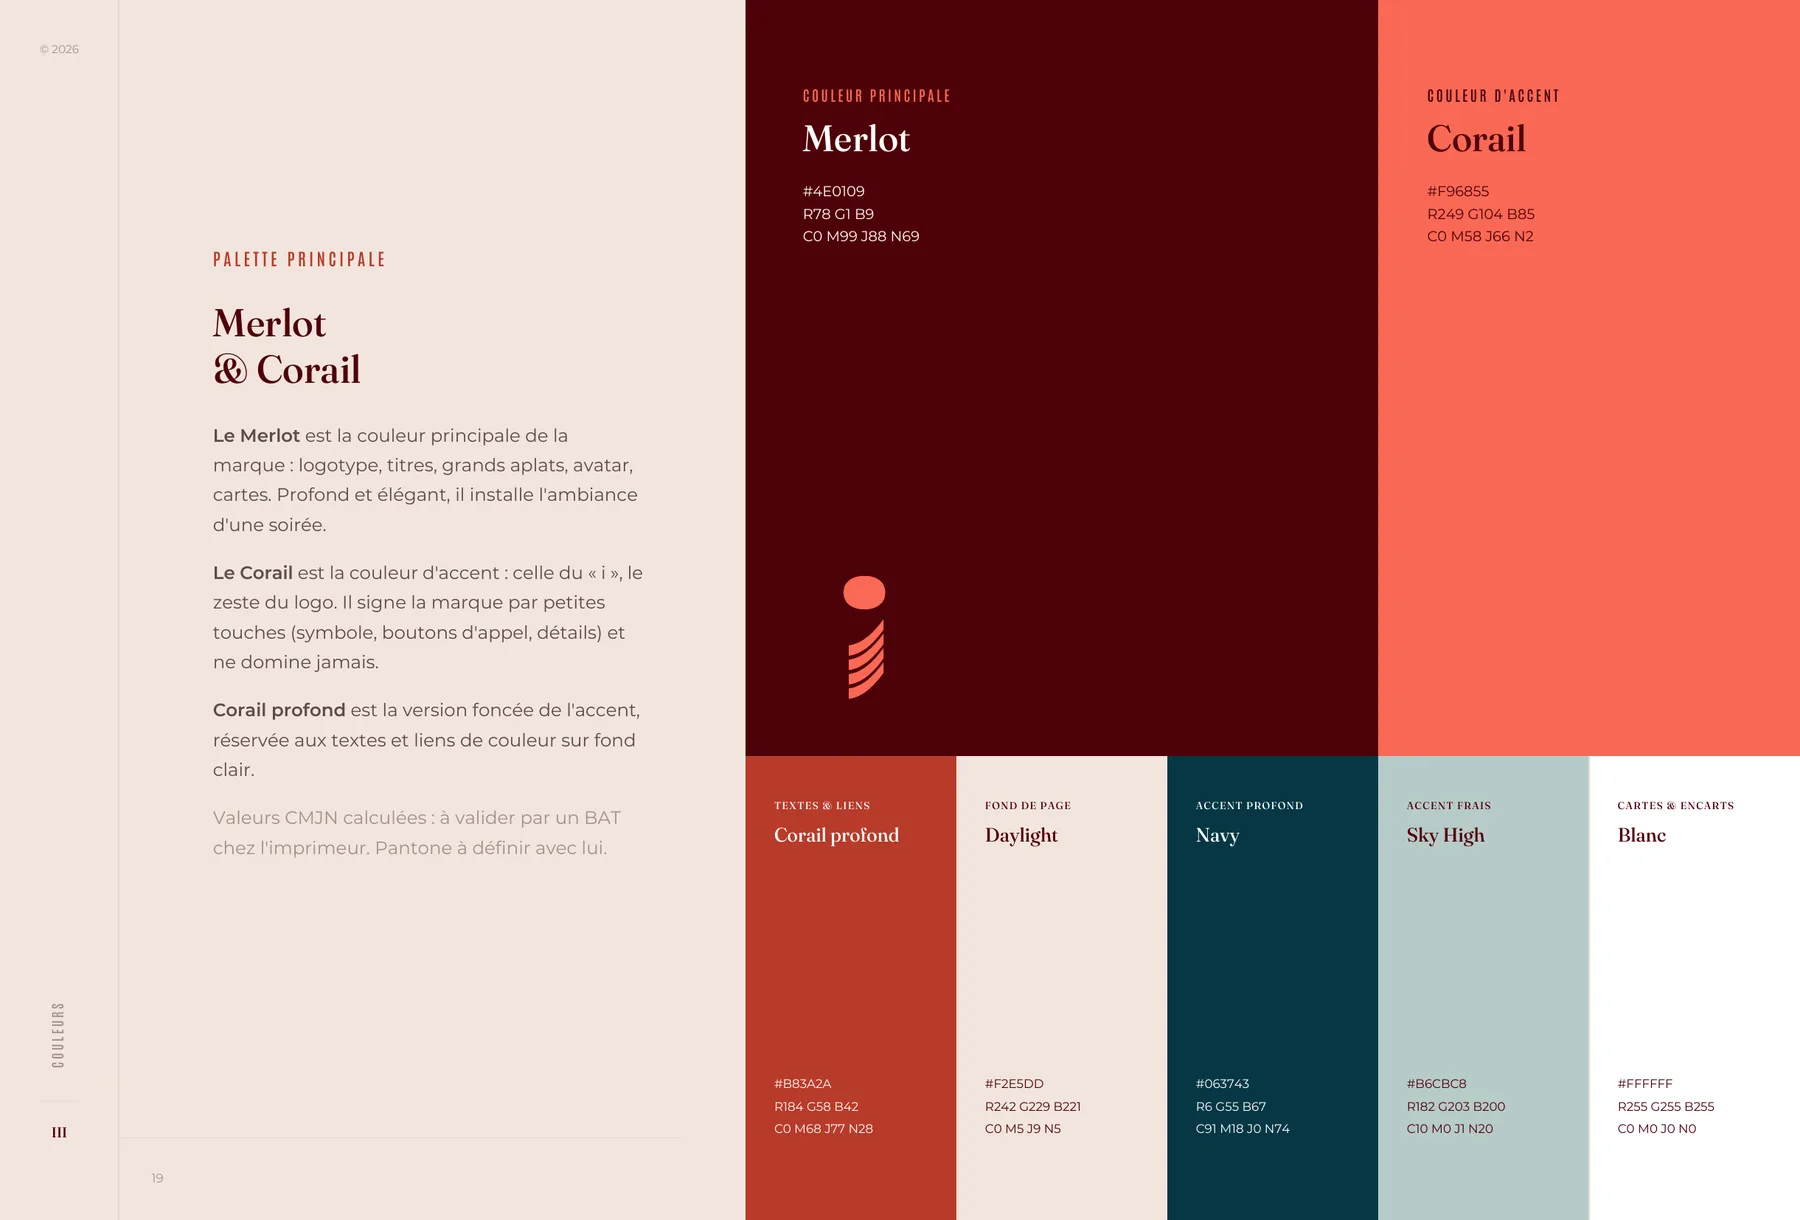 © 2026
PALETTE PRINCIPALE
Merlot
& Corail
Le Merlot est la couleur principale de la
marque : logotype, titres, grands aplats, avatar,
cartes. Profond et élégant, il installe l'ambiance
d'une soirée.
Le Corail est la couleur d'accent : celle du « i », le
zeste du logo. Il signe la marque par petites
touches (symbole, boutons d'appel, détails) et
ne domine jamais.
Corail profond est la version foncée de l'accent,
réservée aux textes et liens de couleur sur fond
clair.
Valeurs CMJN calculées : à valider par un BAT
chez l'imprimeur. Pantone à définir avec lui.
COULEURS
III
19
COULEUR PRINCIPALE
Merlot
#4E0109
R78 G1 B9
C0 M99 J88 N69
i
COULEUR D'ACCENT
Corail
#F96855
R249 G104 B85
C0 M58 J66 N2
TEXTES & LIENS
Corail profond
#B83A2A
R184 G58 B42
C0 M68 J77 N28
FOND DE PAGE
Daylight
#F2E5DD
R242 G229 B221
C0 M5 J9 N5
ACCENT PROFOND
Navy
#063743
R6 G55 B67
C91 M18 J0 N74
ACCENT FRAIS
Sky High
#B6CBC8
R182 G203 B200
C10 M0 J1 N20
CARTES & ENCARTS
Blanc
#FFFFFF
R255 G255 B255
C0 M0 J0 N0